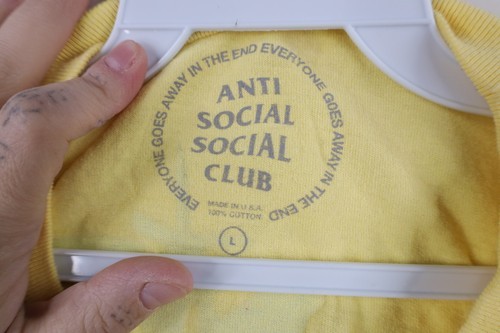 EVERYONE GOES AWAY IN THE END EVERYONE GOES AWAY IN THE END
ANTI
SOCIAL
SOCIAL
CLUB
MADE IN U.S.A.
100% COTTON
L